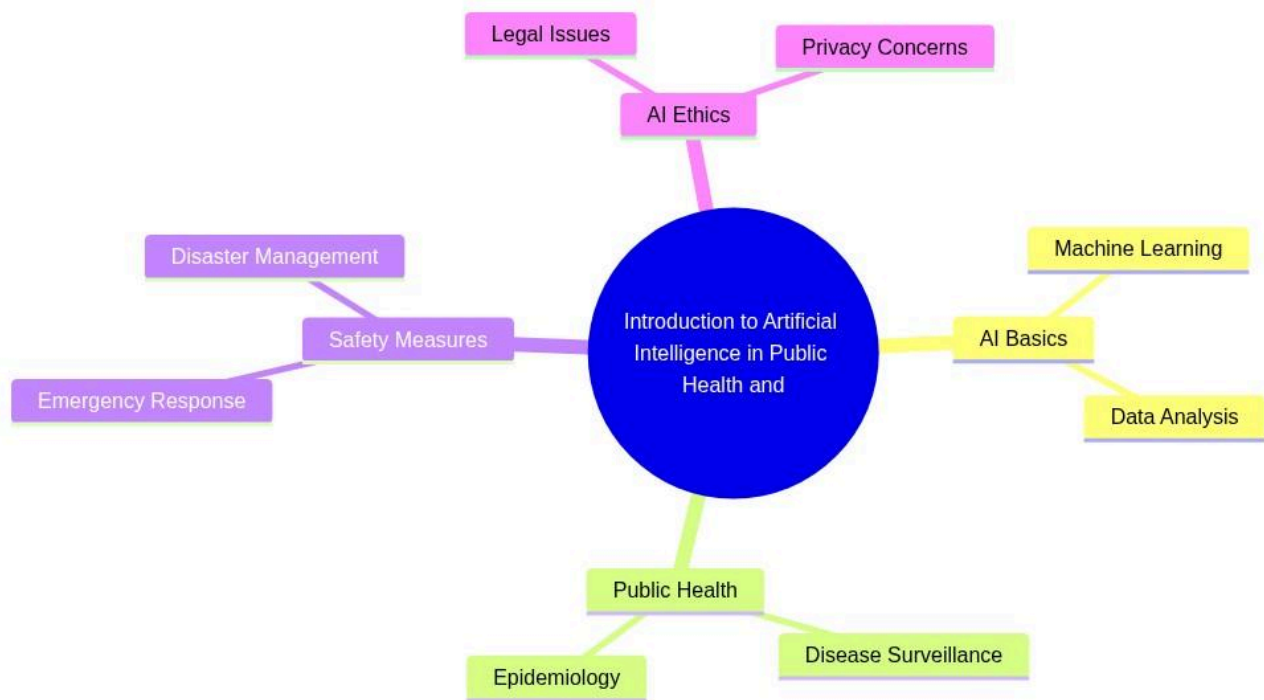 Legal Issues
Privacy Concerns
AI Ethics
Disaster Management
Machine Learning
Introduction to Artificial
Intelligence in Public
Health and
Safety Measures
AI Basics
Emergency Response
Data Analysis
Public Health
Disease Surveillance
Epidemiology